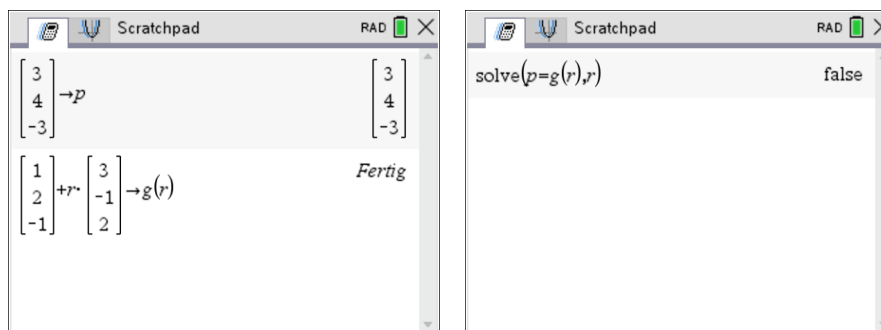 Scratchpad RAD
[3 4 -3]→p [3 4 -3]
[1 2 -1]+r·[3 -1 2]→g(r) Fertig
Scratchpad RAD
solve(p=g(r),r) false